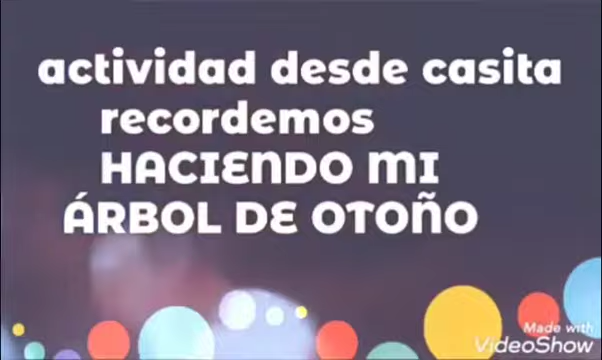 actividad desde casita
recordemos
HACIENDO MI
ÁRBOL DE OTOÑO
Made with
VideoShow